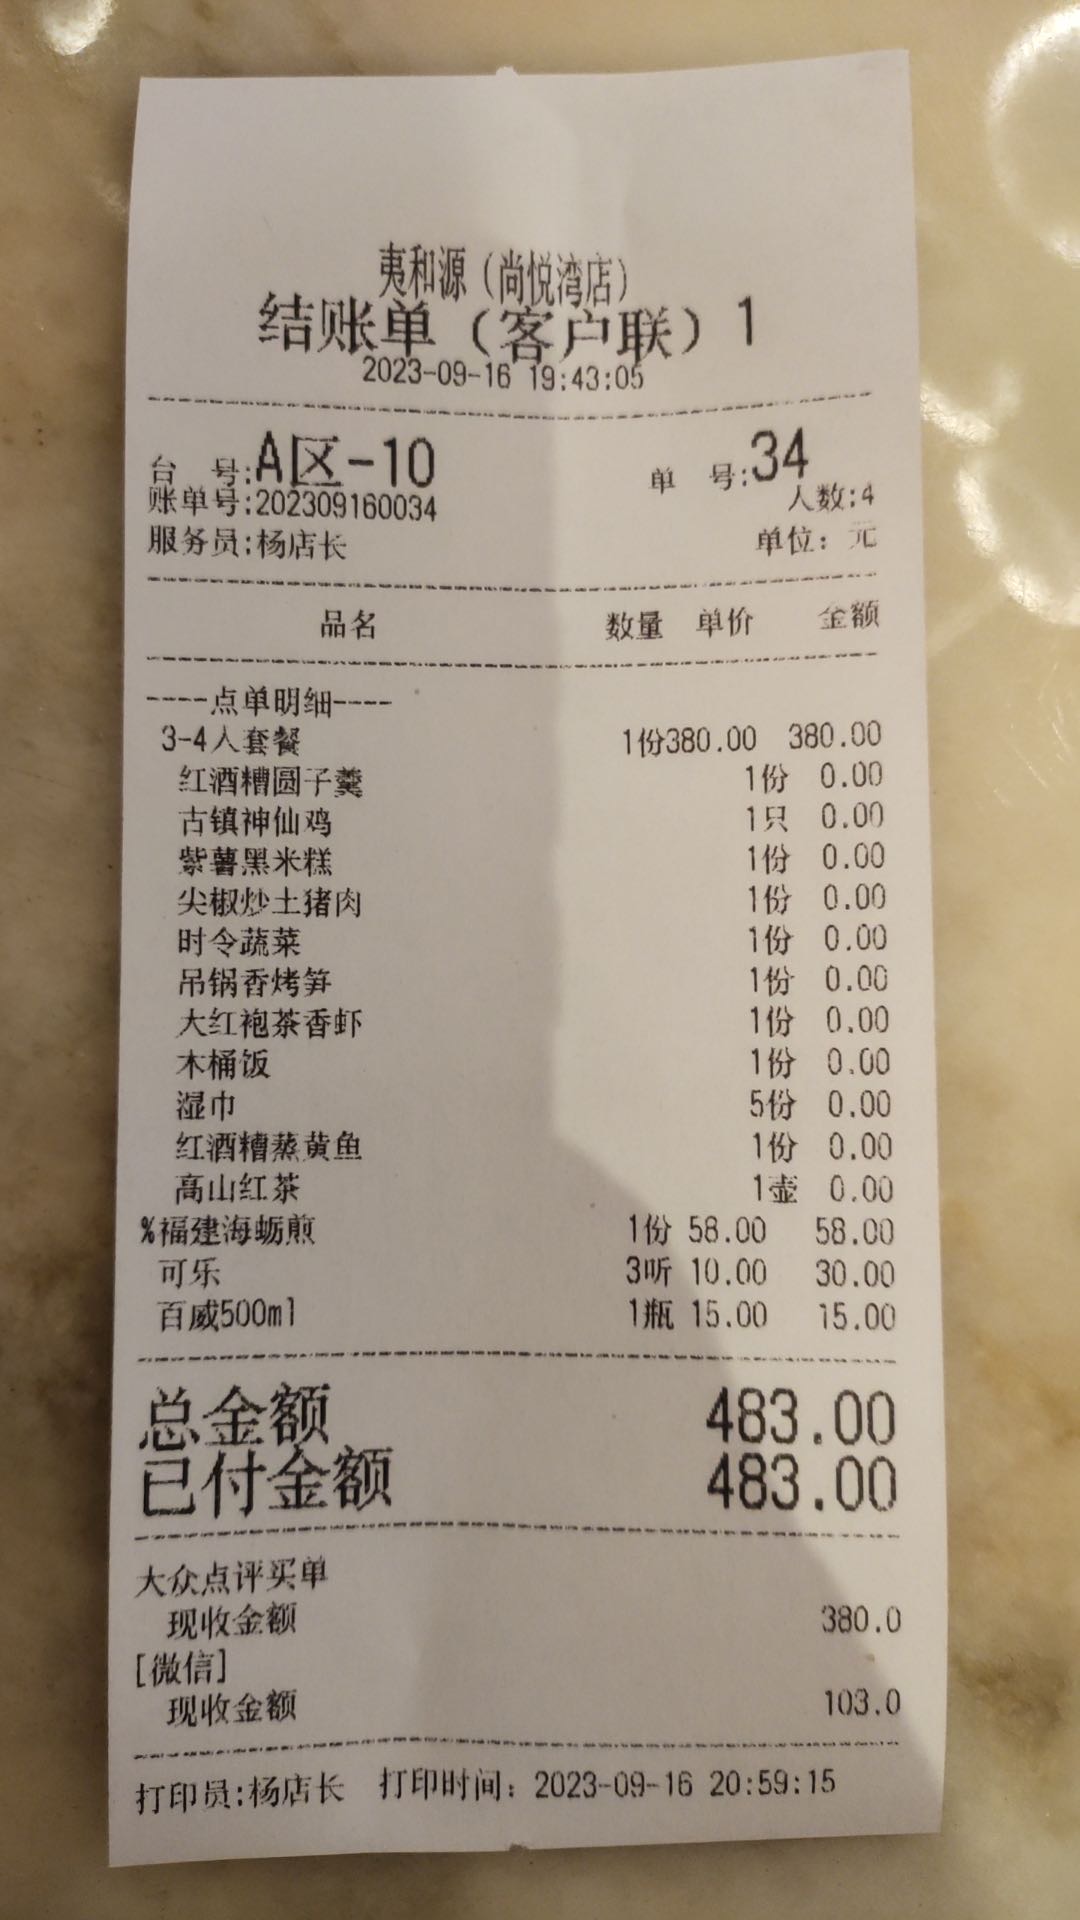 夷和源（尚悦湾店）
结账单（客户联）1
2023-09-16 19:43:05
台 号:A区-10 单 号:34
账单号:202309160034 人数:4
服务员:杨店长 单位：元
品名 数量 单价 金额
----点单明细----
3-4人套餐 1份380.00 380.00
红酒糟圆子羹 1份 0.00
古镇神仙鸡 1只 0.00
紫薯黑米糕 1份 0.00
尖椒炒土猪肉 1份 0.00
时令蔬菜 1份 0.00
吊锅香烤笋 1份 0.00
大红袍茶香虾 1份 0.00
木桶饭 1份 0.00
湿巾 5份 0.00
红酒糟蒸黄鱼 1份 0.00
高山红茶 1壶 0.00
%福建海蛎煎 1份 58.00 58.00
可乐 3听 10.00 30.00
百威500ml 1瓶 15.00 15.00
总金额 483.00
已付金额 483.00
大众点评买单
现收金额 380.0
[微信]
现收金额 103.0
打印员:杨店长 打印时间：2023-09-16 20:59:15